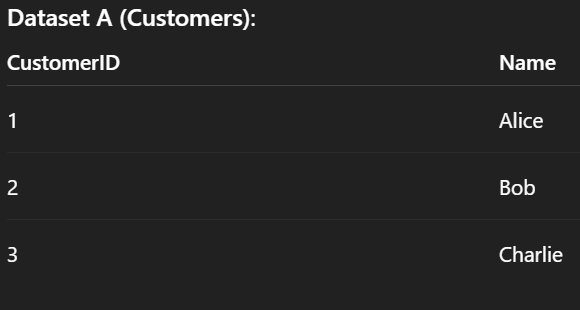 Dataset A (Customers):
CustomerID Name
1 Alice
2 Bob
3 Charlie